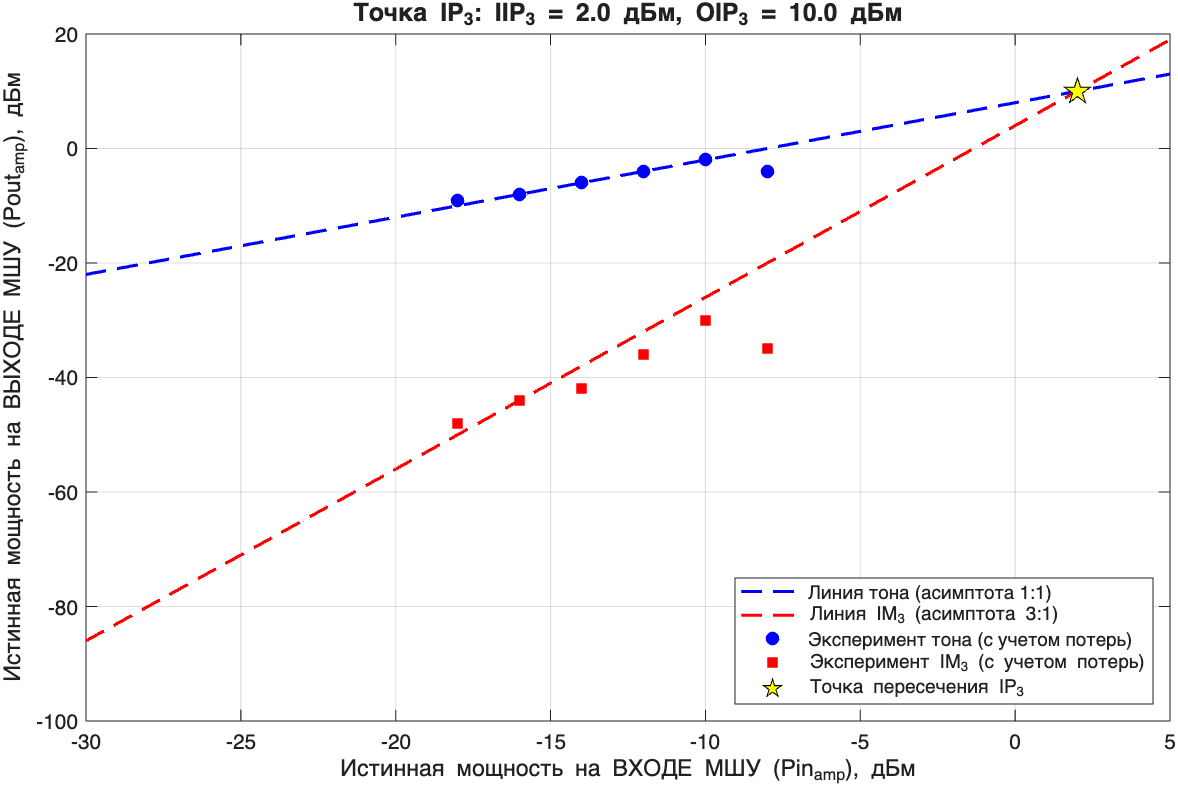 Точка IP₃: IIP₃ = 2.0 дБм, OIP₃ = 10.0 дБм
Истинная мощность на ВЫХОДЕ МШУ (Pout_amp), дБм
20
0
-20
-40
-60
-80
-100
-30
-25
-20
-15
-10
-5
0
5
Истинная мощность на ВХОДЕ МШУ (Pin_amp), дБм
Линия тона (асимптота 1:1)
Линия IM₃ (асимптота 3:1)
Эксперимент тона (с учетом потерь)
Эксперимент IM₃ (с учетом потерь)
Точка пересечения IP₃